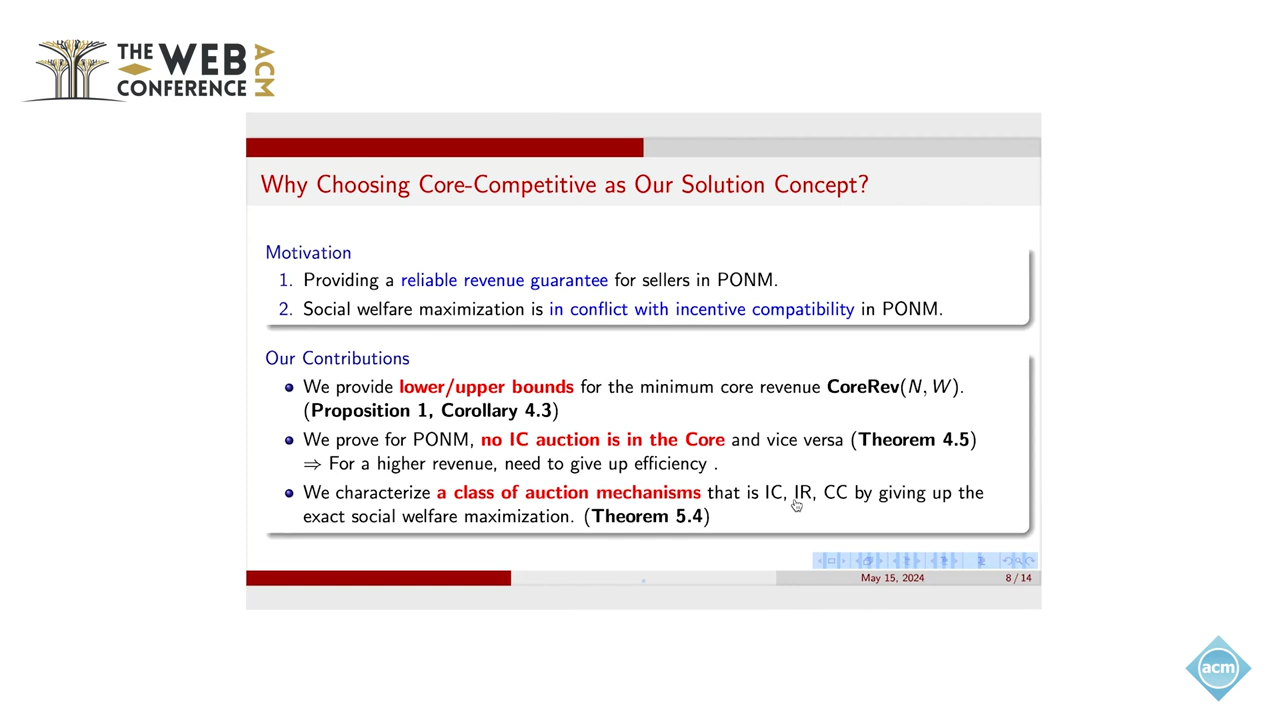 THE WEB
CONFERENCE
ACM
Why Choosing Core-Competitive as Our Solution Concept?
Motivation
1. Providing a reliable revenue guarantee for sellers in PONM.
2. Social welfare maximization is in conflict with incentive compatibility in PONM.
Our Contributions
We provide lower/upper bounds for the minimum core revenue CoreRev(N, W).
(Proposition 1, Corollary 4.3)
We prove for PONM, no IC auction is in the Core and vice versa (Theorem 4.5)
⇒ For a higher revenue, need to give up efficiency .
We characterize a class of auction mechanisms that is IC, IR, CC by giving up the
exact social welfare maximization. (Theorem 5.4)
May 15, 2024 8 / 14
acm